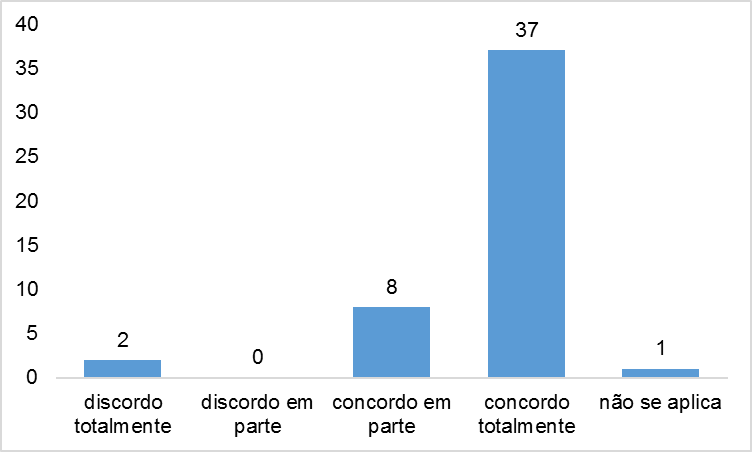 40
35
30
25
20
15
10
5
0
2
0
8
37
1
discordo
totalmente
discordo em
parte
concordo em
parte
concordo
totalmente
não se aplica